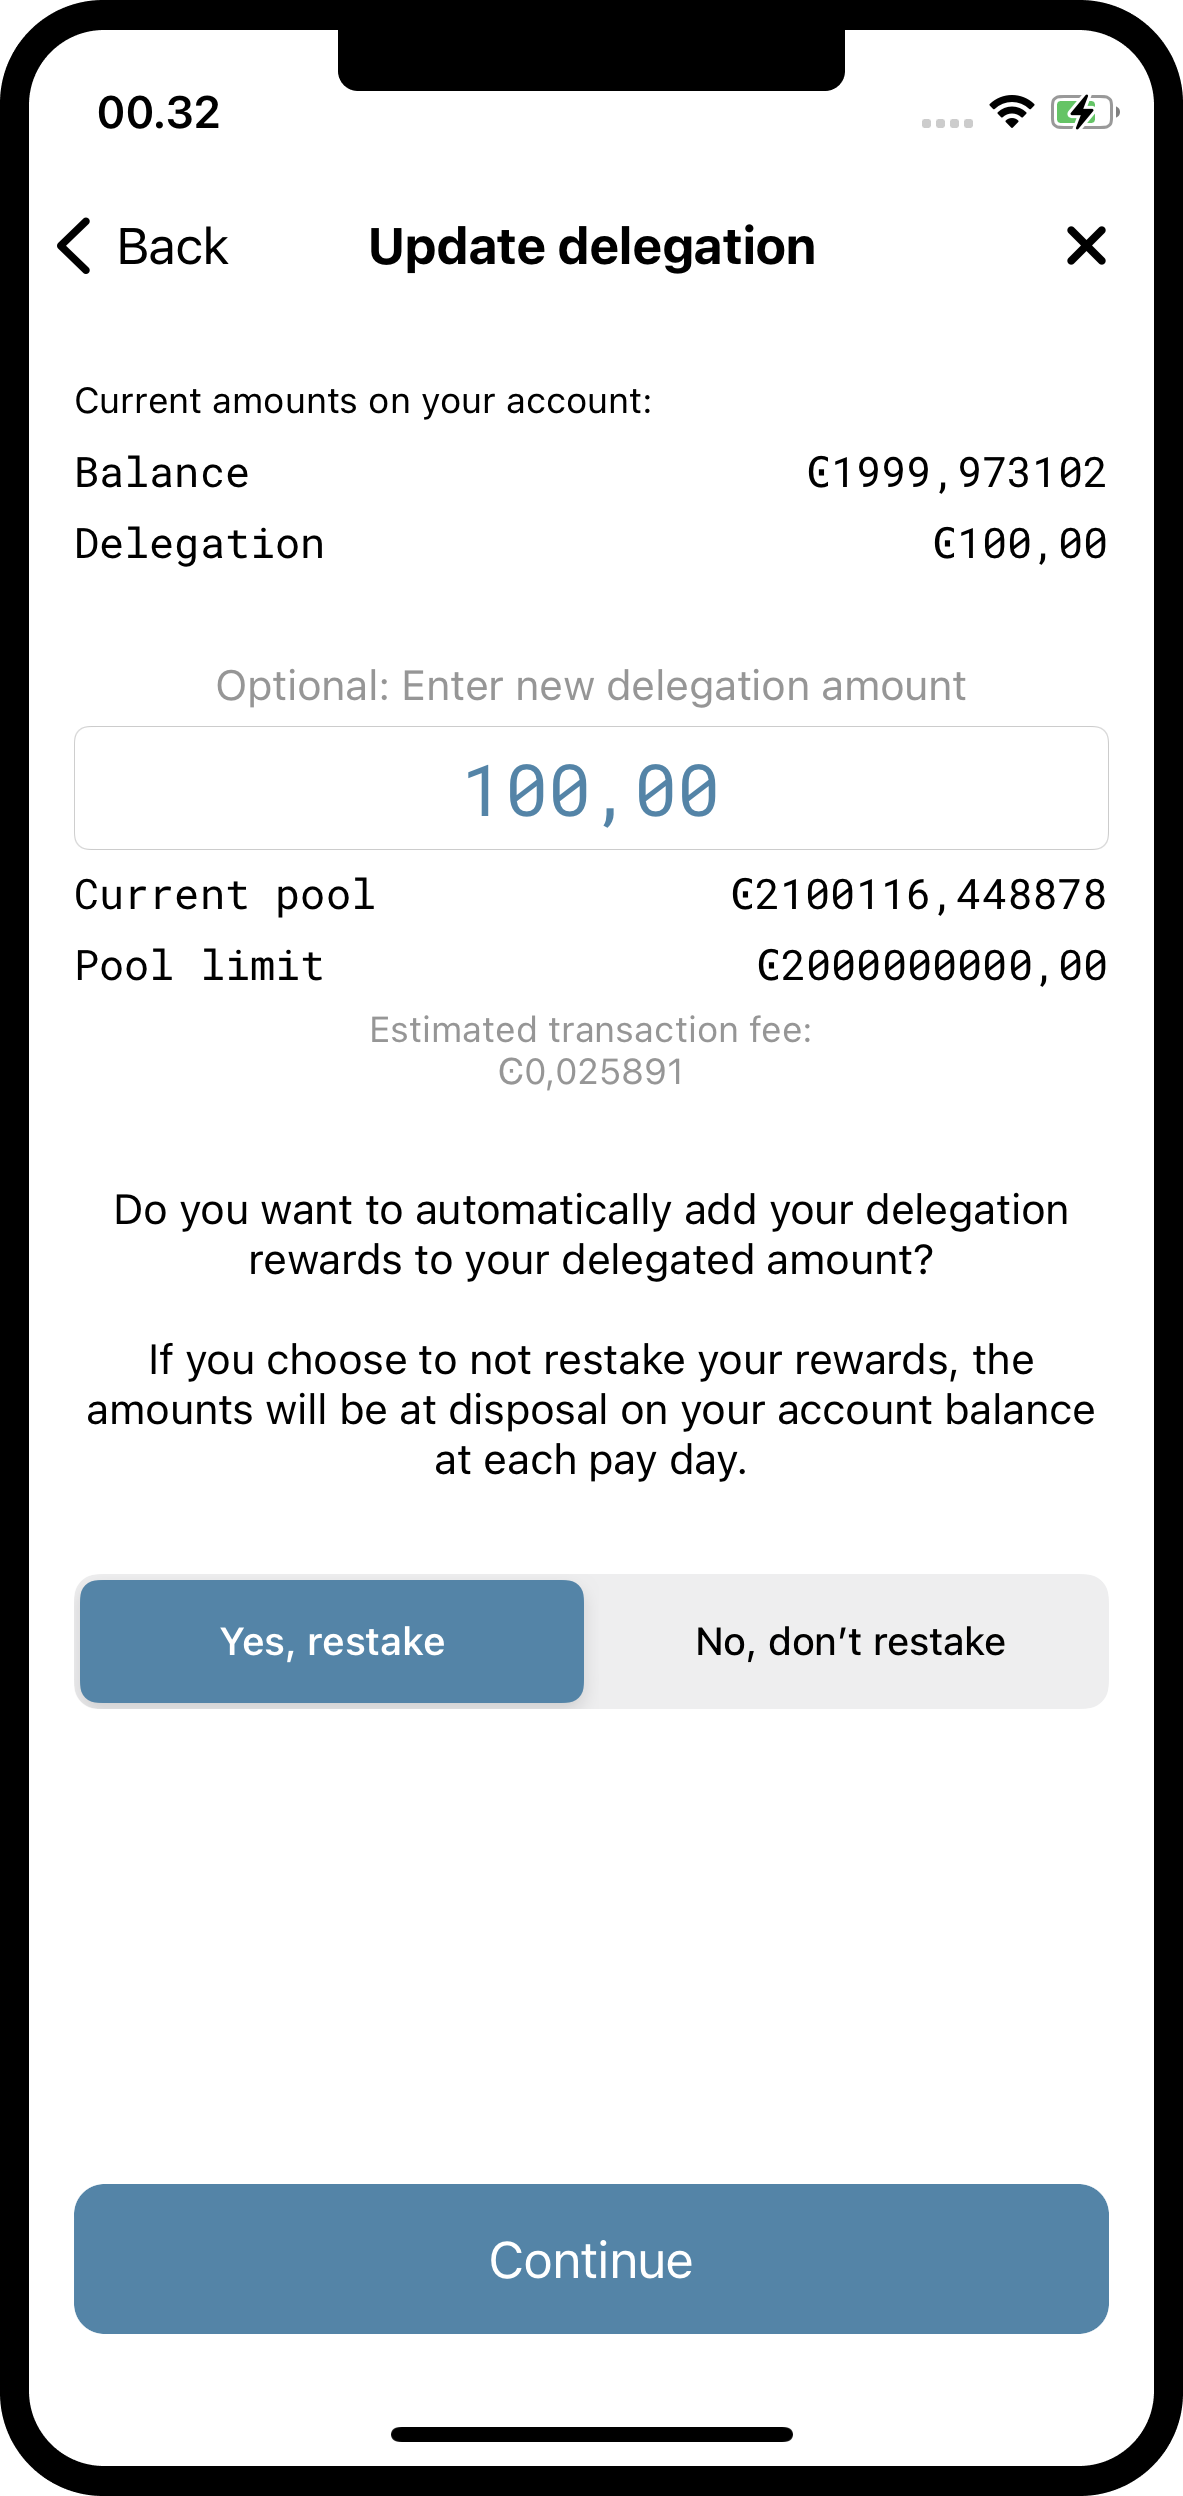 00.32
Back
Update delegation
Current amounts on your account:
Balance Ͼ1999,973102
Delegation Ͼ100,00
Optional: Enter new delegation amount
100,00
Current pool Ͼ2100116,448878
Pool limit Ͼ2000000000,00
Estimated transaction fee:
Ͼ0,025891
Do you want to automatically add your delegation
rewards to your delegated amount?
If you choose to not restake your rewards, the
amounts will be at disposal on your account balance
at each pay day.
Yes, restake
No, don’t restake
Continue